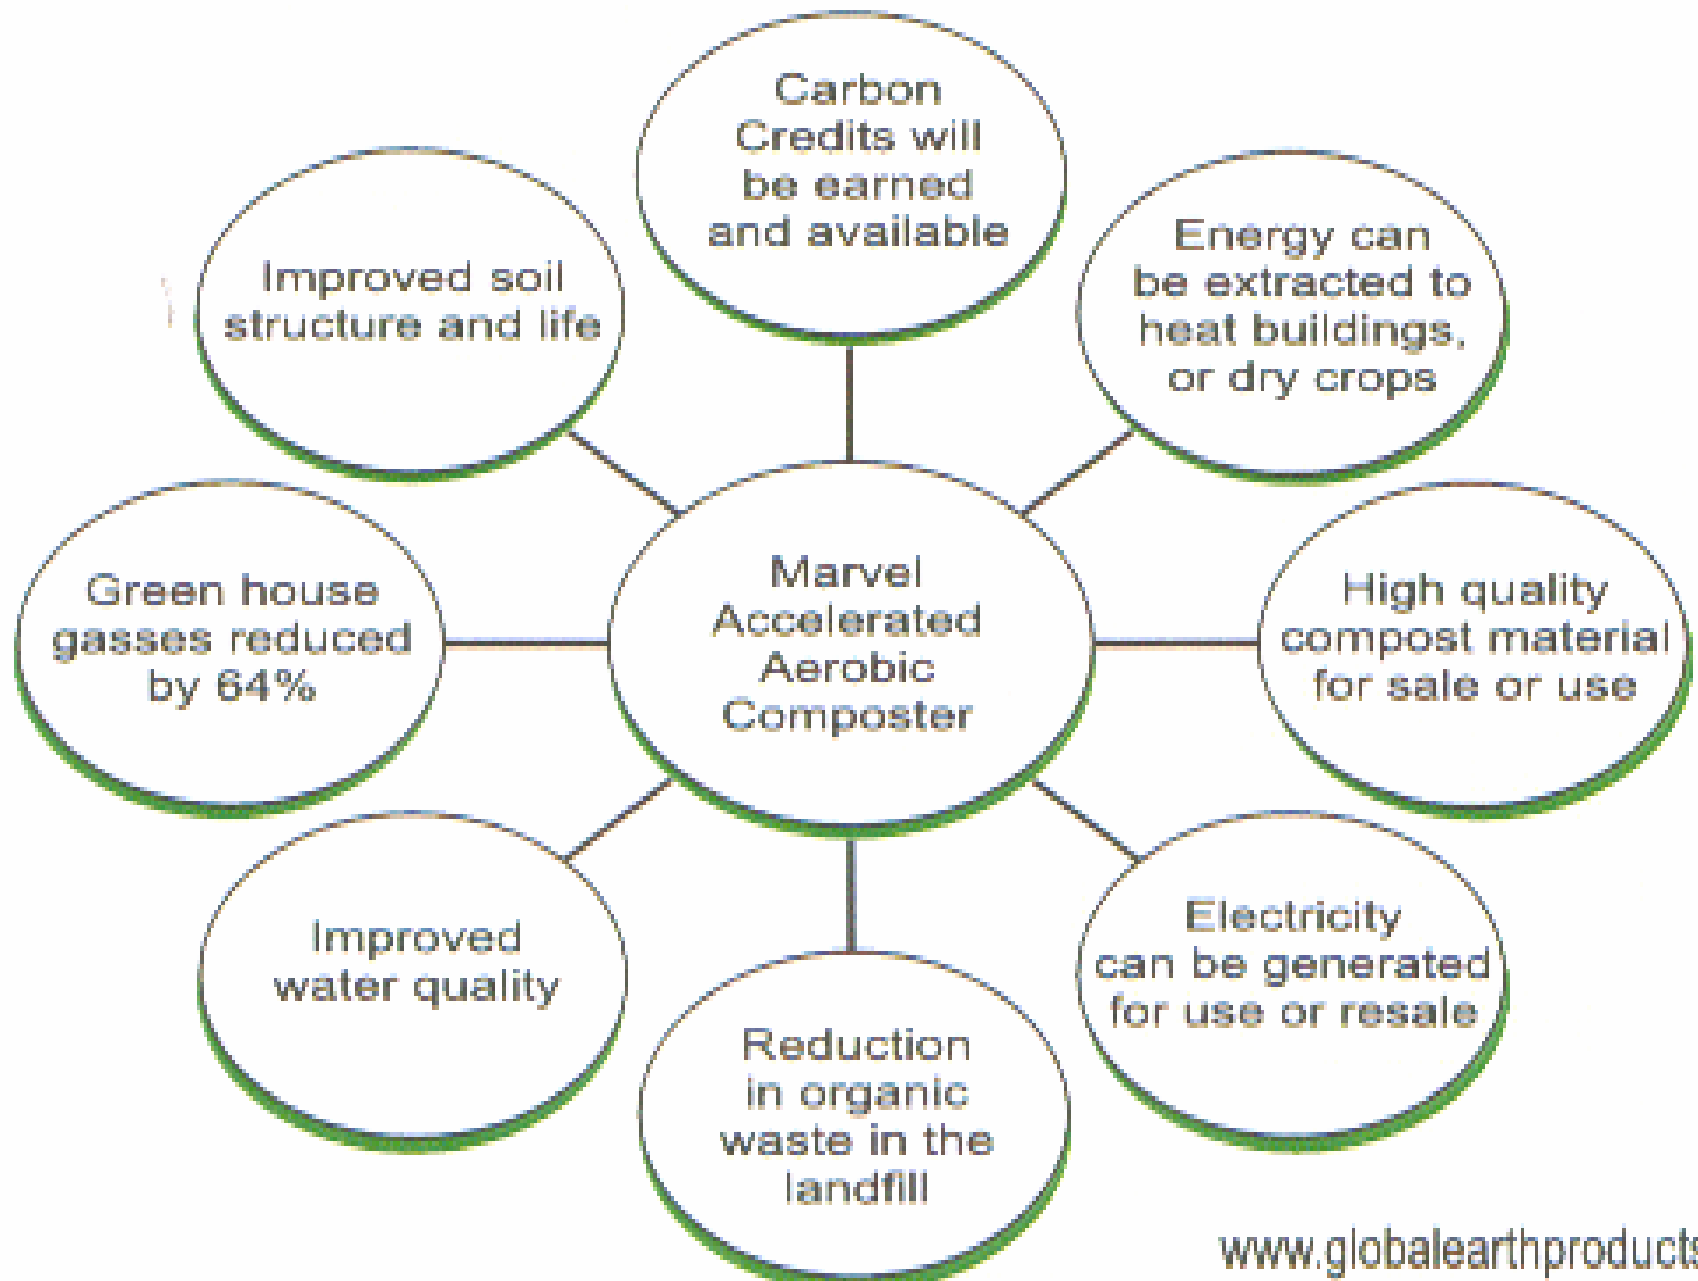 Carbon
Credits will
be earned
and available
Energy can
be extracted to
heat buildings,
or dry crops
High quality
compost material
for sale or use
Electricity
can be generated
for use or resale
Reduction
in organic
waste in the
landfill
Improved
water quality
Green house
gasses reduced
by 64%
Improved soil
structure and life
Marvel
Accelerated
Aerobic
Composter
www.globalearthproducts